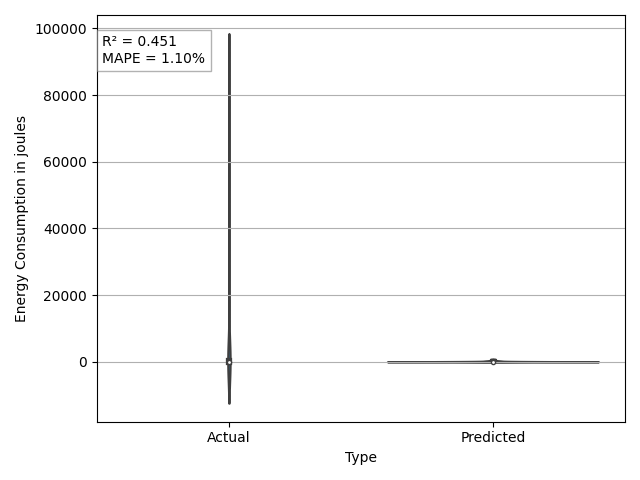 R² = 0.451
MAPE = 1.10%
100000
80000
60000
40000
20000
0
Energy Consumption in joules
Actual
Predicted
Type